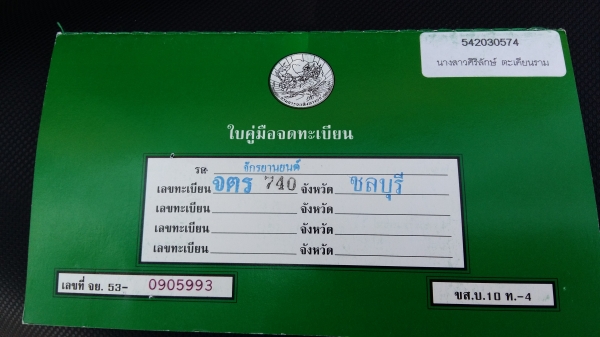 542030574
นางสาวศิริลักษ์ ตะเคียนราม
ใบคู่มือจดทะเบียน
รถ จักรยานยนต์
เลขทะเบียน จตร 740 จังหวัด ชลบุรี
เลขทะเบียน จังหวัด
เลขทะเบียน จังหวัด
เลขทะเบียน จังหวัด
เลขที่ จย. 53- 0905993
ขส.บ.10 ท.-4